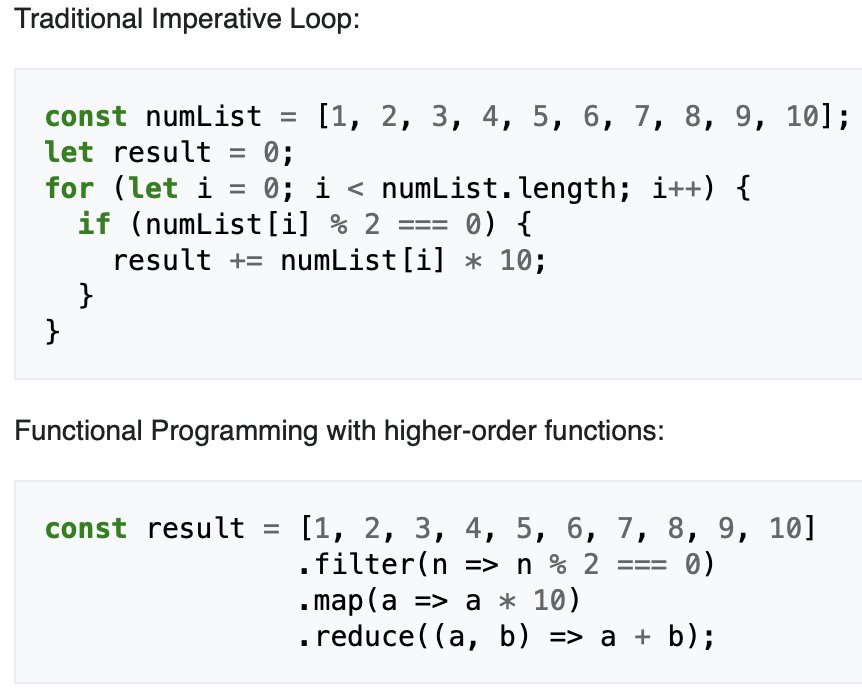 Traditional Imperative Loop:
const numList = [1, 2, 3, 4, 5, 6, 7, 8, 9, 10];
let result = 0;
for (let i = 0; i < numList.length; i++) {
  if (numList[i] % 2 === 0) {
    result += numList[i] * 10;
  }
}
Functional Programming with higher-order functions:
const result = [1, 2, 3, 4, 5, 6, 7, 8, 9, 10]
               .filter(n => n % 2 === 0)
               .map(a => a * 10)
               .reduce((a, b) => a + b);